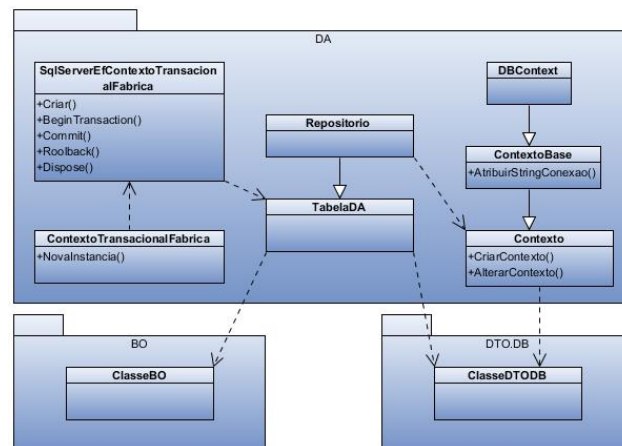 DA
SqlServerEfContextoTransacion
alFabrica
+Criar()
+BeginTransaction()
+Commit()
+Roolback()
+Dispose()
ContextoTransacionalFabrica
+NovaInstancia()
Repositorio
TabelaDA
DBContext
ContextoBase
+AtribuirStringConexao()
Contexto
+CriarContexto()
+AlterarContexto()
BO
ClasseBO
DTO.DB
ClasseDTODB